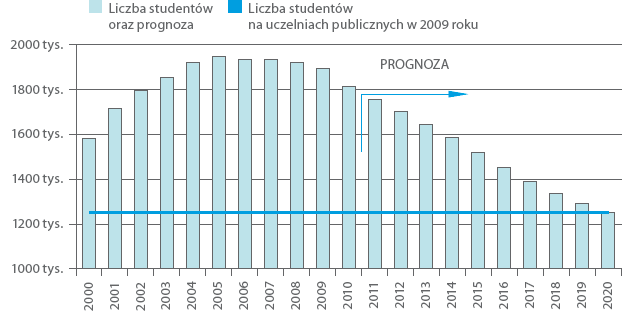 Liczba studentów
oraz prognoza
Liczba studentów
na uczelniach publicznych w 2009 roku
2000 tys.
1800 tys.
1600 tys.
1400 tys.
1200 tys.
1000 tys.
PROGNOZA
2000 2001 2002 2003 2004 2005 2006 2007 2008 2009 2010 2011 2012 2013 2014 2015 2016 2017 2018 2019 2020